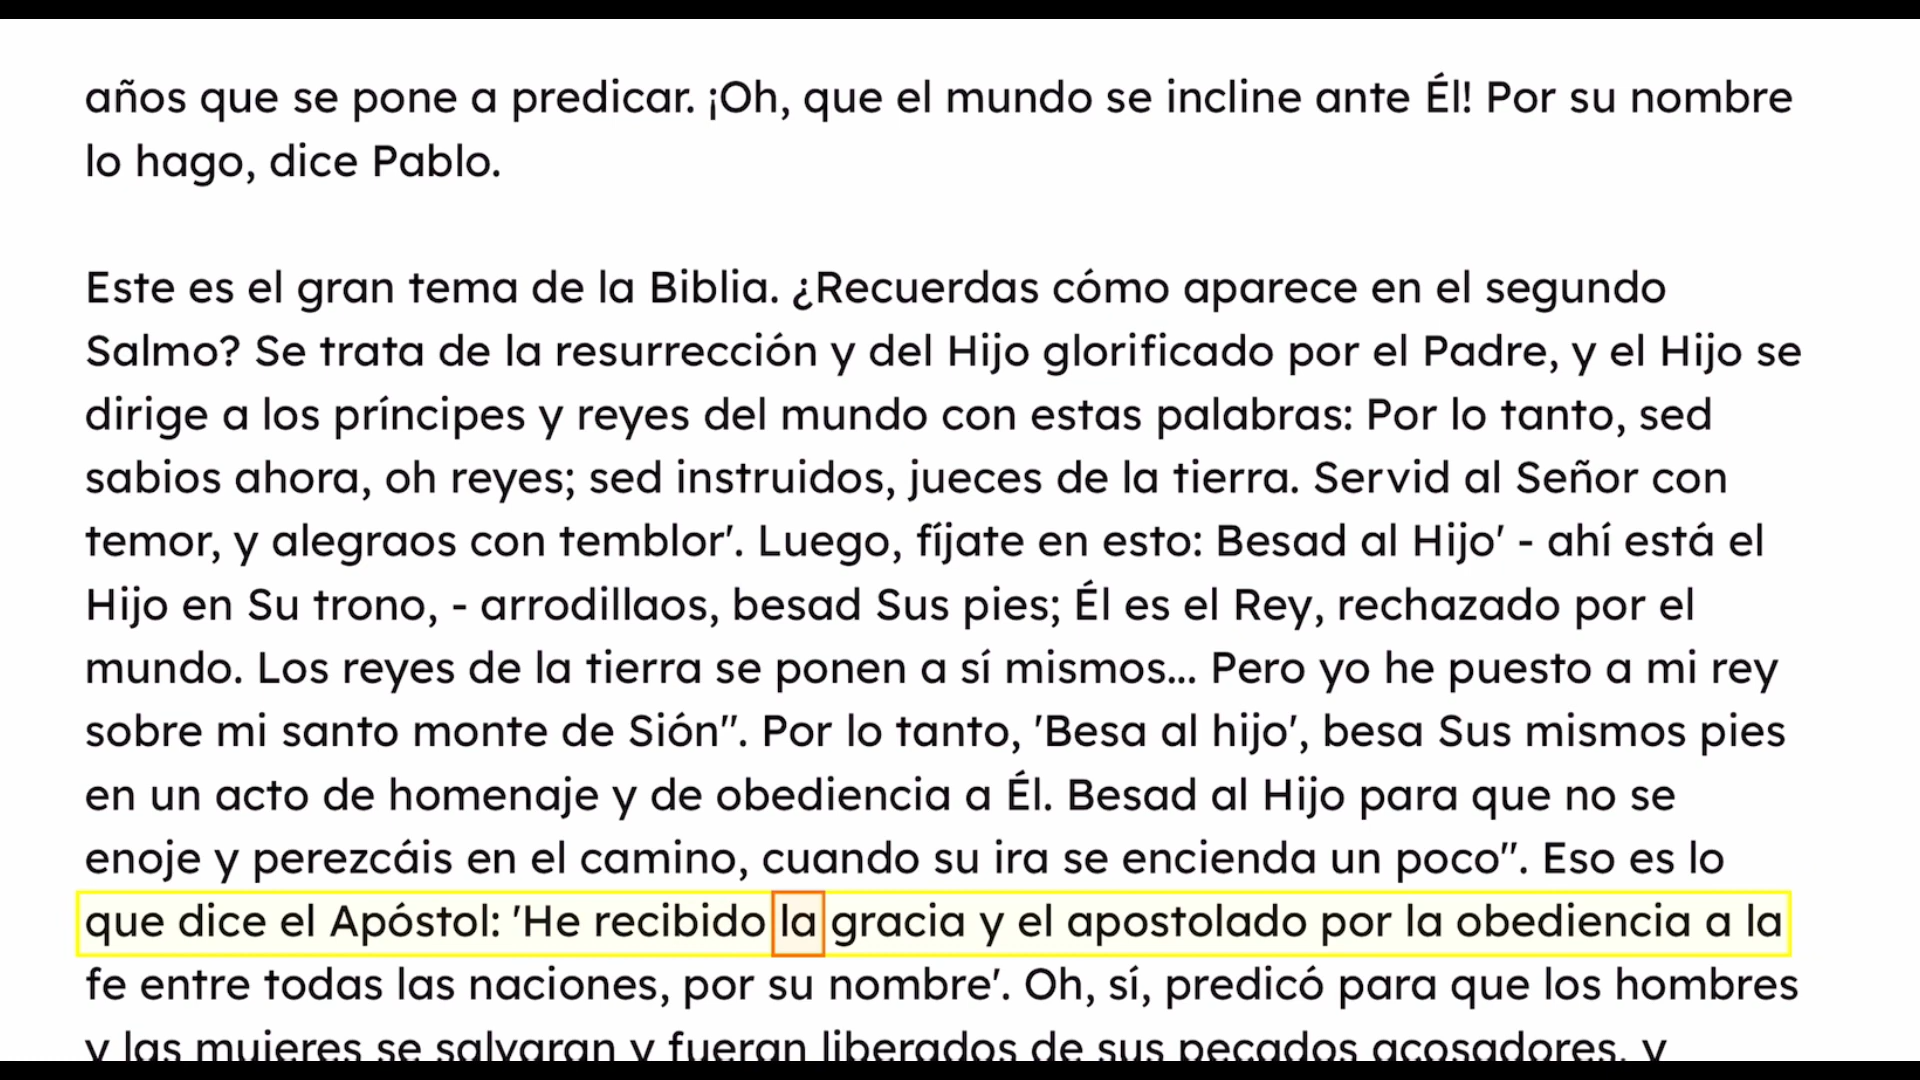 años que se pone a predicar. ¡Oh, que el mundo se incline ante Él! Por su nombre
lo hago, dice Pablo.
Este es el gran tema de la Biblia. ¿Recuerdas cómo aparece en el segundo
Salmo? Se trata de la resurrección y del Hijo glorificado por el Padre, y el Hijo se
dirige a los príncipes y reyes del mundo con estas palabras: Por lo tanto, sed
sabios ahora, oh reyes; sed instruidos, jueces de la tierra. Servid al Señor con
temor, y alegraos con temblor'. Luego, fíjate en esto: Besad al Hijo' - ahí está el
Hijo en Su trono, - arrodillaos, besad Sus pies; Él es el Rey, rechazado por el
mundo. Los reyes de la tierra se ponen a sí mismos... Pero yo he puesto a mi rey
sobre mi santo monte de Sión". Por lo tanto, 'Besa al hijo', besa Sus mismos pies
en un acto de homenaje y de obediencia a Él. Besad al Hijo para que no se
enoje y perezcáis en el camino, cuando su ira se encienda un poco". Eso es lo
que dice el Apóstol: 'He recibido la gracia y el apostolado por la obediencia a la
fe entre todas las naciones, por su nombre'. Oh, sí, predicó para que los hombres
y las mujeres se salvaran y fueran liberados de sus pecados acosadores, y